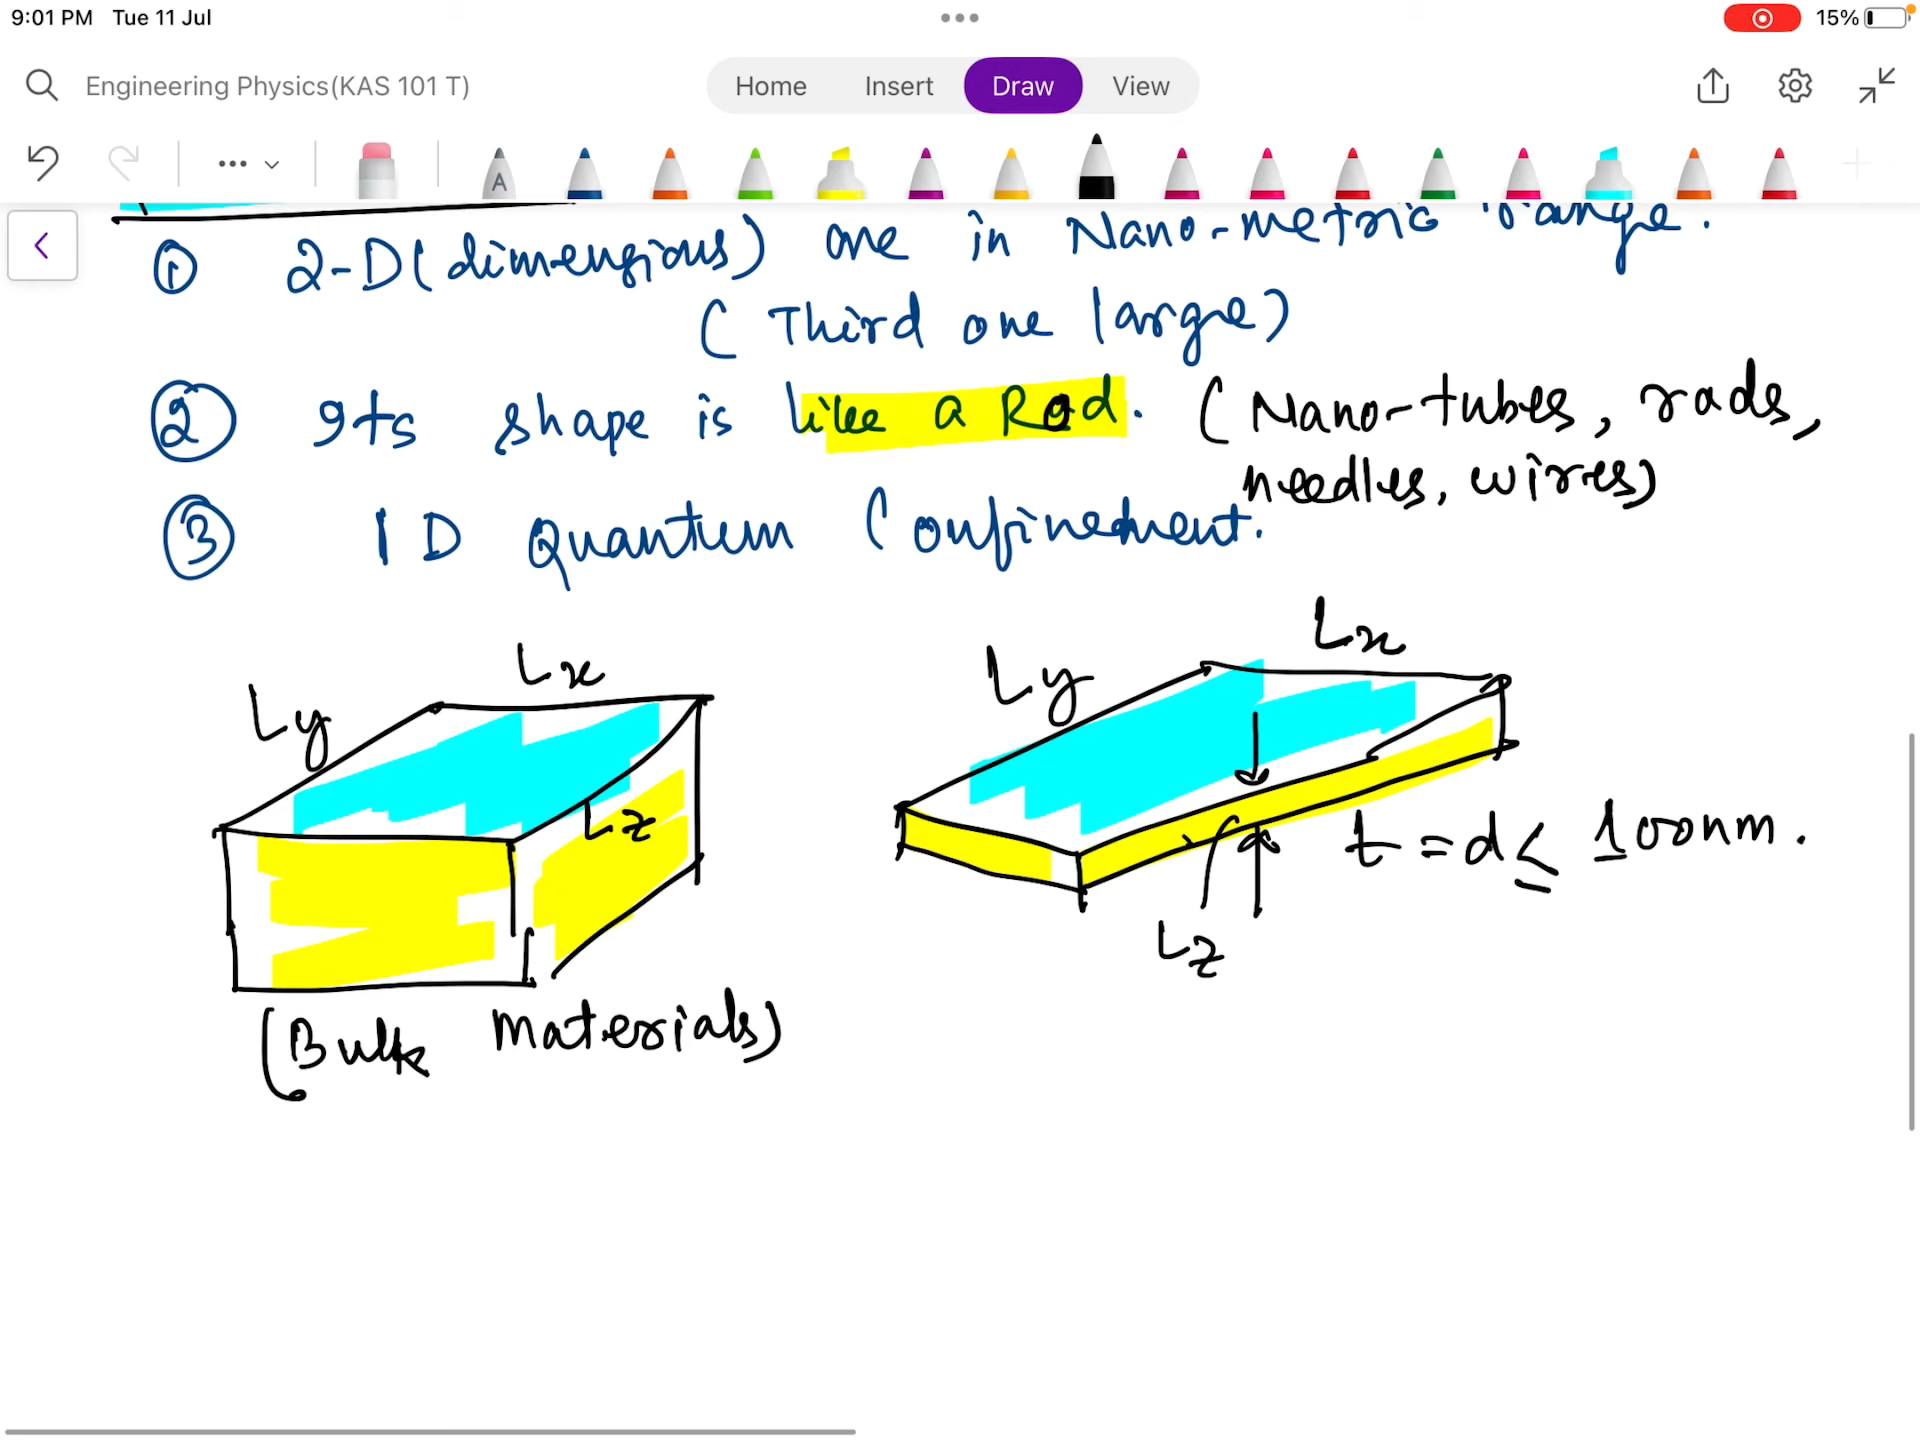 9:01 PM Tue 11 Jul
15%
Engineering Physics(KAS 101 T)
Home Insert Draw View
A
① 2-D(dimensions) one in Nano-metric range.
(Third one large)
② Its shape is like a Rod. (Nano-tubes, rads,
needles, wires)
③ 1D Quantum Confinement.
Lx
Ly
Lz
(Bulk materials)
Lx
Ly
t = d ≤ 100nm.
Lz